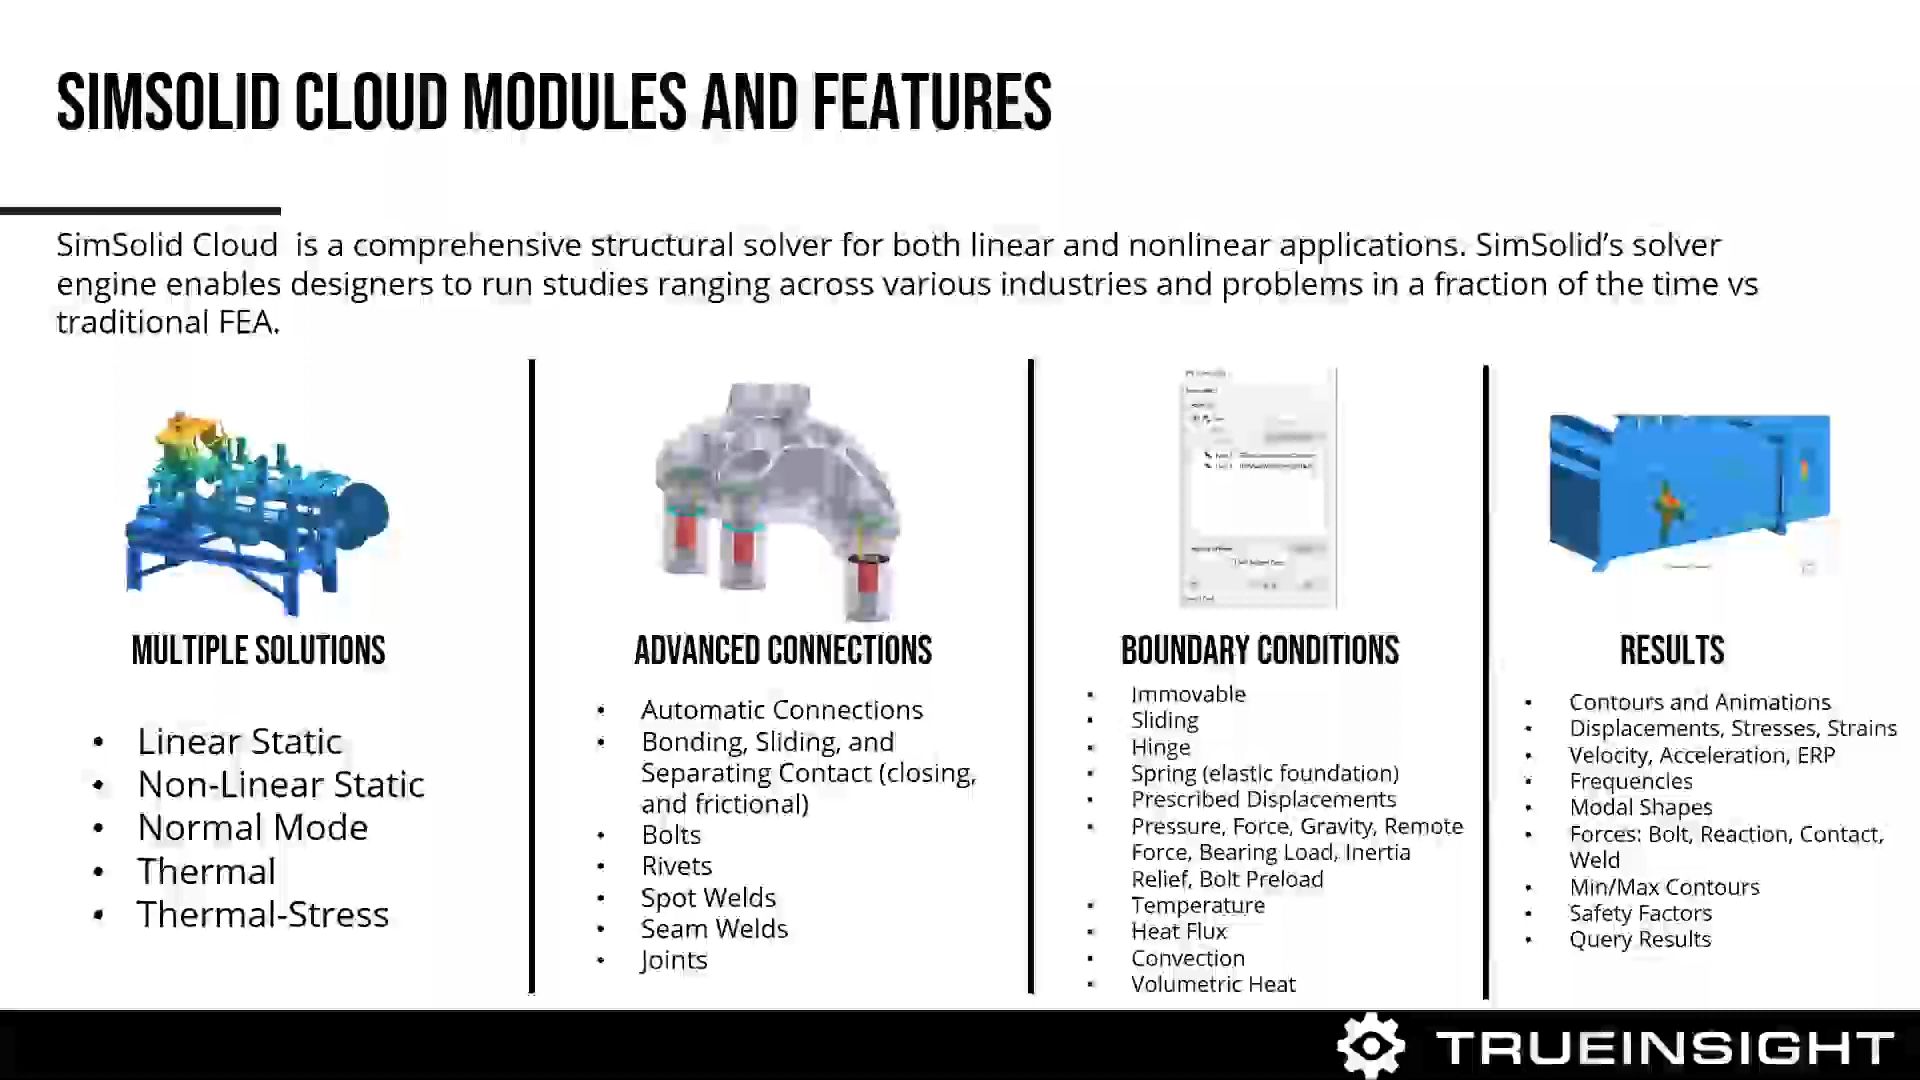 SIMSOLID CLOUD MODULES AND FEATURES
SimSolid Cloud is a comprehensive structural solver for both linear and nonlinear applications. SimSolid’s solver
engine enables designers to run studies ranging across various industries and problems in a fraction of the time vs
traditional FEA.
MULTIPLE SOLUTIONS
• Linear Static
• Non-Linear Static
• Normal Mode
• Thermal
• Thermal-Stress
ADVANCED CONNECTIONS
• Automatic Connections
• Bonding, Sliding, and
Separating Contact (closing,
and frictional)
• Bolts
• Rivets
• Spot Welds
• Seam Welds
• Joints
BOUNDARY CONDITIONS
• Immovable
• Sliding
• Hinge
• Spring (elastic foundation)
• Prescribed Displacements
• Pressure, Force, Gravity, Remote
Force, Bearing Load, Inertia
Relief, Bolt Preload
• Temperature
• Heat Flux
• Convection
• Volumetric Heat
RESULTS
• Contours and Animations
• Displacements, Stresses, Strains
• Velocity, Acceleration, ERP
• Frequencies
• Modal Shapes
• Forces: Bolt, Reaction, Contact,
Weld
• Min/Max Contours
• Safety Factors
• Query Results
TRUEINSIGHT